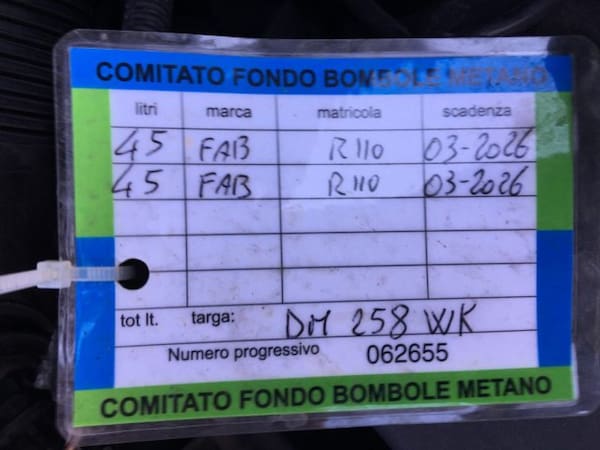 COMITATO FONDO BOMBOLE METANO
litri marca matricola scadenza
45 FAB R110 03-2026
45 FAB R110 03-2026
tot lt. targa: DM 258 WK
Numero progressivo 062655
COMITATO FONDO BOMBOLE METANO